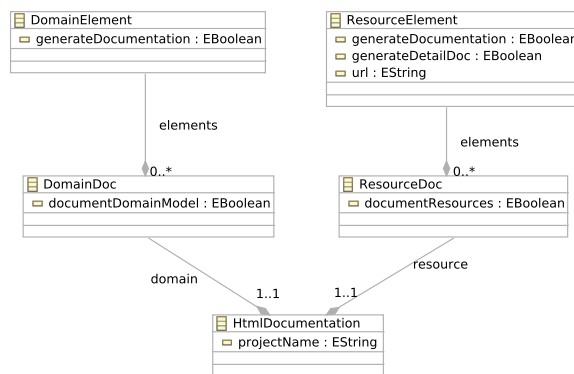 DomainElement
generateDocumentation : EBoolean
ResourceElement
generateDocumentation : EBoolear
generateDetailDoc : EBoolean
url : EString
elements
elements
0..*
0..*
DomainDoc
documentDomainModel : EBoolean
ResourceDoc
documentResources : EBoolean
domain
resource
1..1
1..1
HtmlDocumentation
projectName : EString